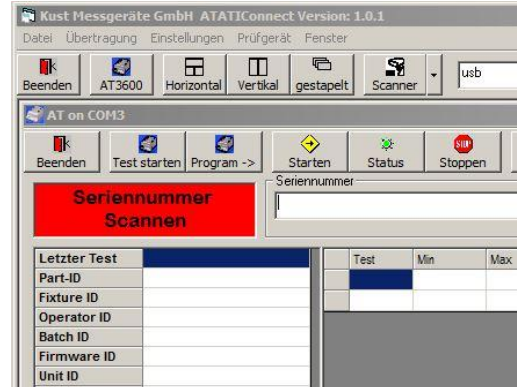 Kust Messgeräte GmbH ATATIConnect Version: 1.0.1
Datei Übertragung Einstellungen Prüfgerät Fenster
Beenden AT3600 Horizontal Vertikal gestapelt Scanner usb
AT on COM3
Beenden Test starten Program -> Starten Status Stoppen
STOP
Seriennummer
Scannen
Seriennummer
Letzter Test
Part-ID
Fixture ID
Operator ID
Batch ID
Firmware ID
Unit ID
Test Min Max